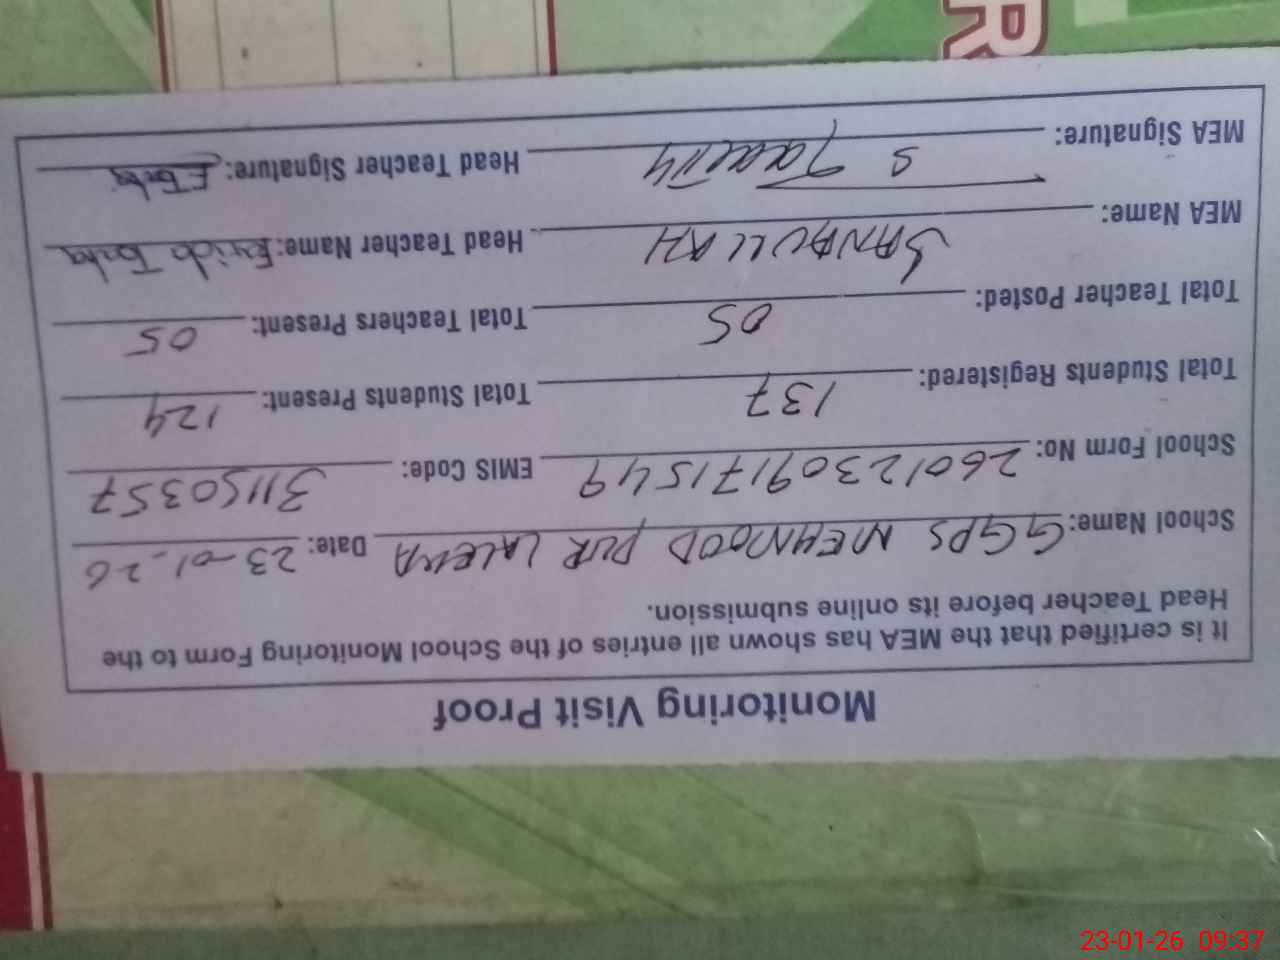 Monitoring Visit Proof
It is certified that the MEA has shown all entries of the School Monitoring Form to the
Head Teacher before its online submission.
School Name: GGPS MEHMOOD PUR LALEKA Date: 23-01-26
School Form No: 26012309171549 EMIS Code: 31150357
Total Students Registered: 137 Total Students Present: 124
Total Teacher Posted: 05 Total Teachers Present: 05
MEA Name: SANAULLAH Head Teacher Name:
MEA Signature: Head Teacher Signature:
R
23-01-26 09:37